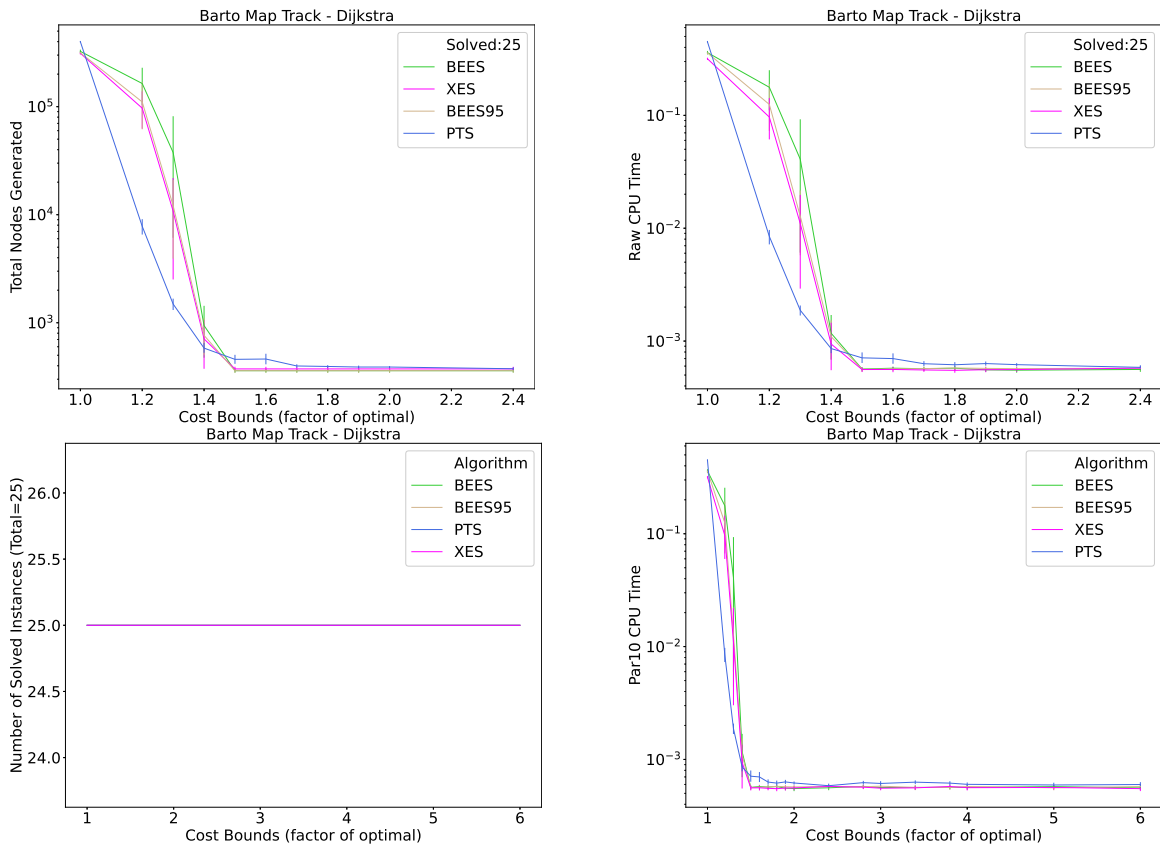 Barto Map Track - Dijkstra
Total Nodes Generated
10^5
10^4
10^3
Solved:25
BEES
XES
BEES95
PTS
1.0 1.2 1.4 1.6 1.8 2.0 2.2 2.4
Cost Bounds (factor of optimal)
Barto Map Track - Dijkstra
Raw CPU Time
10^−1
10^−2
10^−3
Solved:25
BEES
BEES95
XES
PTS
1.0 1.2 1.4 1.6 1.8 2.0 2.2 2.4
Cost Bounds (factor of optimal)
Barto Map Track - Dijkstra
Number of Solved Instances (Total=25)
26.0
25.5
25.0
24.5
24.0
Algorithm
BEES
BEES95
PTS
XES
1 2 3 4 5 6
Cost Bounds (factor of optimal)
Barto Map Track - Dijkstra
Par10 CPU Time
10^−1
10^−2
10^−3
Algorithm
BEES
BEES95
XES
PTS
1 2 3 4 5 6
Cost Bounds (factor of optimal)